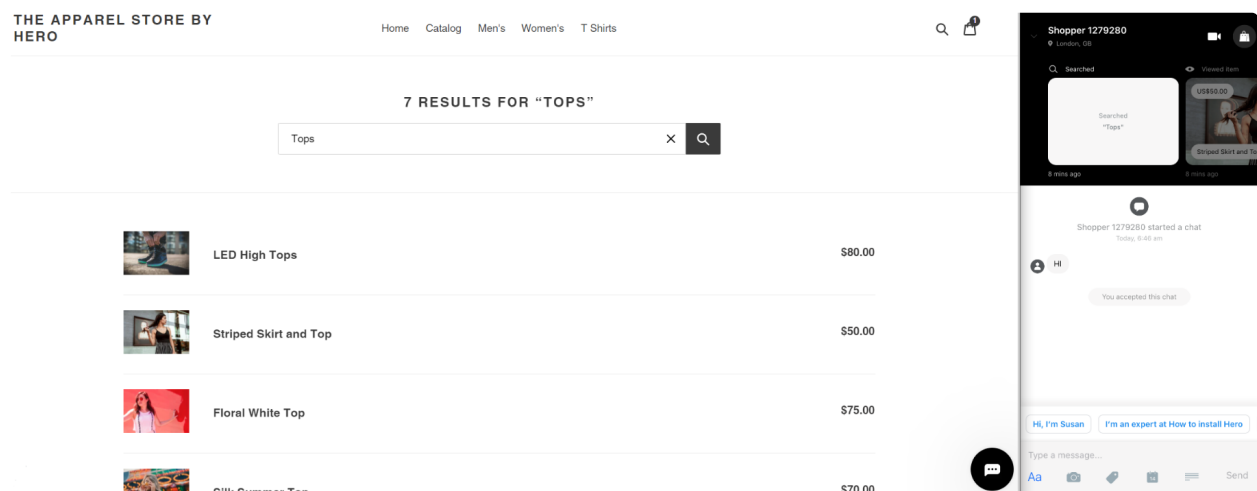 THE APPAREL STORE BY
HERO
Home Catalog Men's Women's T Shirts
1
7 RESULTS FOR “TOPS”
Tops
LED High Tops $80.00
Striped Skirt and Top $50.00
Floral White Top $75.00
Silk Summer Top $70.00
Shopper 1279280
London, GB
Searched
Viewed item
Searched
"Tops"
US$50.00
Striped Skirt and To
8 mins ago
8 mins ago
Shopper 1279280 started a chat
Today, 6:46 am
HI
You accepted this chat
Hi, I'm Susan
I'm an expert at How to install Hero
Type a message...
Aa
Send